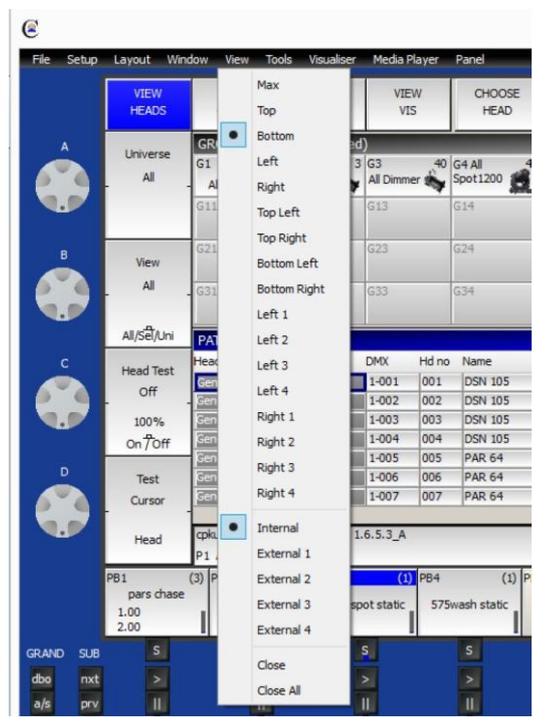 File Setup Layout Window View Tools Visualiser Media Player Panel
VIEW
HEADS
VIEW
VIS
CHOOSE
HEAD
Max
Top
Bottom
Left
Right
Top Left
Top Right
Bottom Left
Bottom Right
Left 1
Left 2
Left 3
Left 4
Right 1
Right 2
Right 3
Right 4
Internal
External 1
External 2
External 3
External 4
Close
Close All
A
B
C
D
Universe
All
View
All
All/Sel/Uni
Head Test
Off
100%
On Off
Test
Cursor
Head
G1
3 G3 40 G4 All
All Dimmer Spot1200
G11 G13 G14
G21 G23 G24
G31 G33 G34
DMX Hd no Name
1-001 001 DSN 105
1-002 002 DSN 105
1-003 003 DSN 105
1-004 004 DSN 105
1-005 005 PAR 64
1-006 006 PAR 64
1-007 007 PAR 64
1.6.5.3_A
P1
PB1 (3)
pars chase
1.00
2.00
(1)
spot static
PB4 (1)
575wash static
GRAND SUB
S S S
dbo nxt > > >
a/s prv || || ||